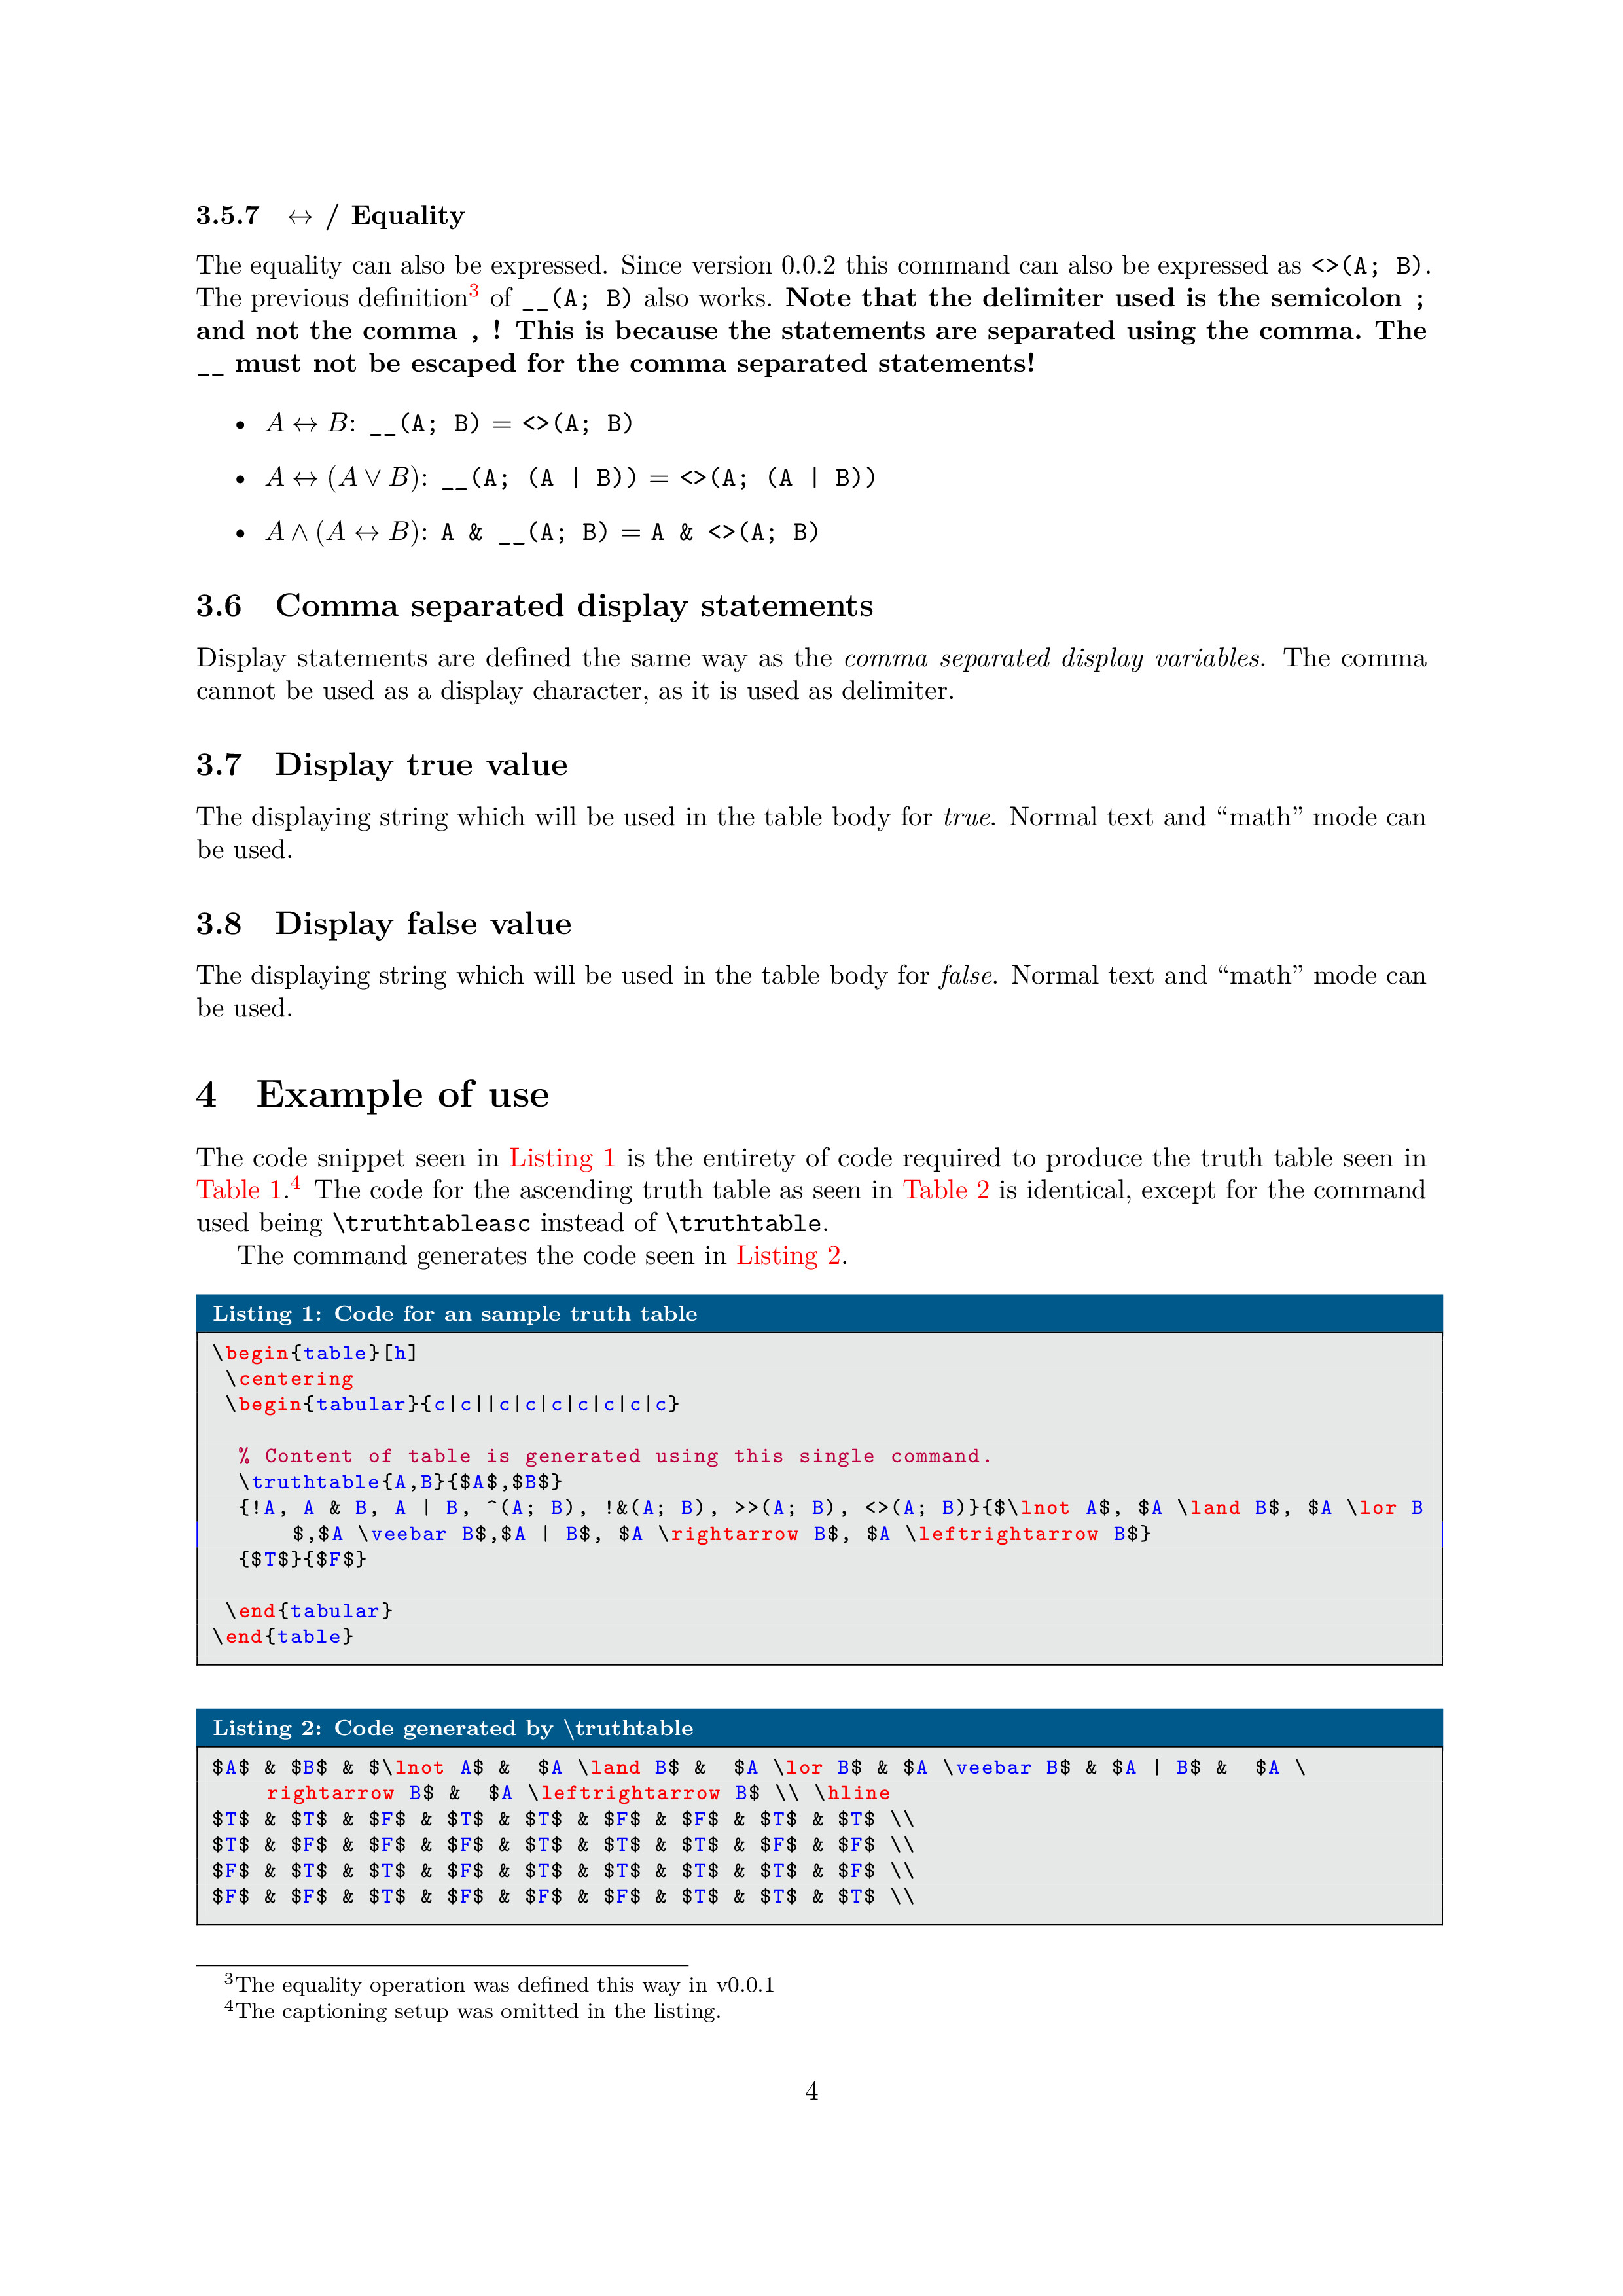 3.5.7 ↔ / Equality
The equality can also be expressed. Since version 0.0.2 this command can also be expressed as <>(A; B).
The previous definition³ of __(A; B) also works. Note that the delimiter used is the semicolon ;
and not the comma , ! This is because the statements are separated using the comma. The
__ must not be escaped for the comma separated statements!
• A ↔ B: __(A; B) = <>(A; B)
• A ↔ (A ∨ B): __(A; (A | B)) = <>(A; (A | B))
• A ∧ (A ↔ B): A & __(A; B) = A & <>(A; B)
3.6 Comma separated display statements
Display statements are defined the same way as the comma separated display variables. The comma
cannot be used as a display character, as it is used as delimiter.
3.7 Display true value
The displaying string which will be used in the table body for true. Normal text and “math” mode can
be used.
3.8 Display false value
The displaying string which will be used in the table body for false. Normal text and “math” mode can
be used.
4 Example of use
The code snippet seen in Listing 1 is the entirety of code required to produce the truth table seen in
Table 1.⁴ The code for the ascending truth table as seen in Table 2 is identical, except for the command
used being \truthtableasc instead of \truthtable.
The command generates the code seen in Listing 2.
Listing 1: Code for an sample truth table
\begin{table}[h]
\centering
\begin{tabular}{c|c||c|c|c|c|c|c|c}
% Content of table is generated using this single command.
\truthtable{A,B}{$A$,$B$}
{!A, A & B, A | B, ^(A; B), !&(A; B), >>(A; B), <>(A; B)}{$\lnot A$, $A \land B$, $A \lor B
$,$A \veebar B$,$A | B$, $A \rightarrow B$, $A \leftrightarrow B$}
{$T$}{$F$}
\end{tabular}
\end{table}
Listing 2: Code generated by \truthtable
$A$ & $B$ & $\lnot A$ &  $A \land B$ &  $A \lor B$ & $A \veebar B$ & $A | B$ &  $A \
rightarrow B$ &  $A \leftrightarrow B$ \\ \hline
$T$ & $T$ & $F$ & $T$ & $T$ & $F$ & $F$ & $T$ & $T$ \\
$T$ & $F$ & $F$ & $F$ & $T$ & $T$ & $T$ & $F$ & $F$ \\
$F$ & $T$ & $T$ & $F$ & $T$ & $T$ & $T$ & $T$ & $F$ \\
$F$ & $F$ & $T$ & $F$ & $F$ & $F$ & $T$ & $T$ & $T$ \\
³The equality operation was defined this way in v0.0.1
⁴The captioning setup was omitted in the listing.
4